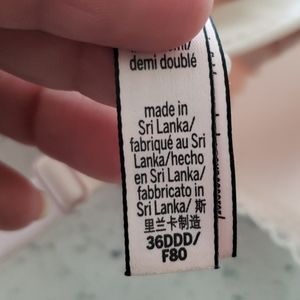 demi doublé
made in
Sri Lanka/
fabriqué au Sri
Lanka/hecho
en Sri Lanka/
fabbricato in
Sri Lanka/ 斯
里兰卡制造
36DDD/
F80